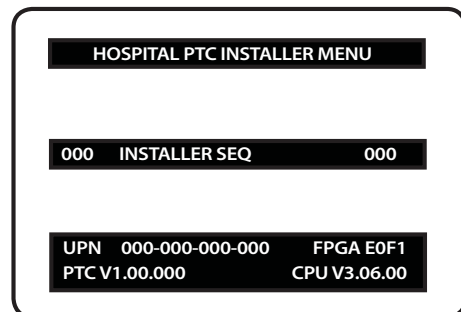 HOSPITAL PTC INSTALLER MENU
000 INSTALLER SEQ 000
UPN 000-000-000-000 FPGA E0F1
PTC V1.00.000 CPU V3.06.00